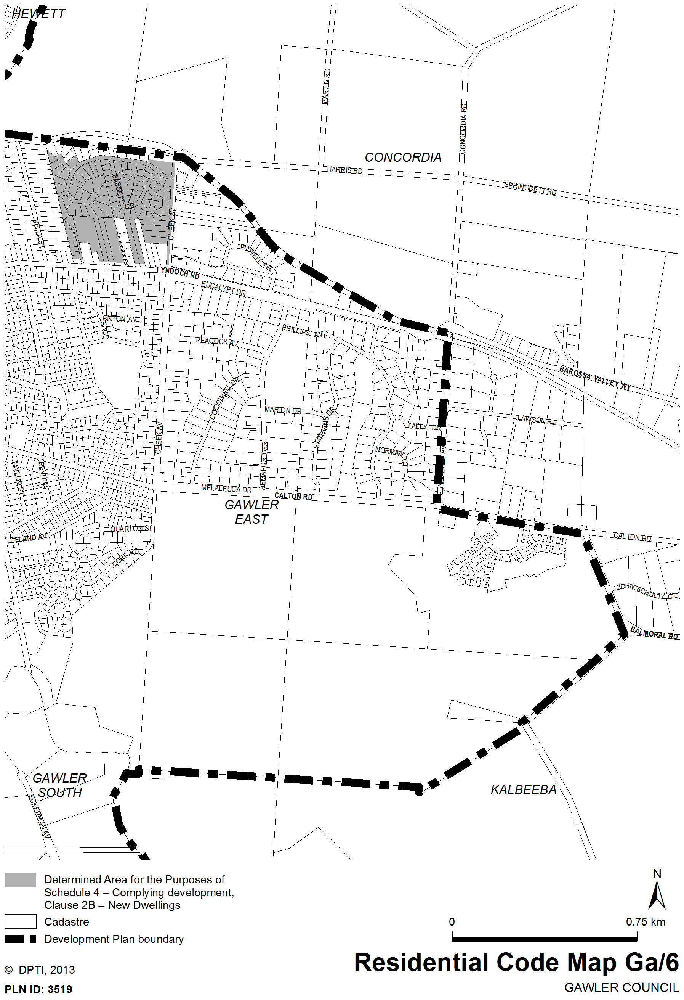 HEWETT
MARTIN RD
CONCORDIA RD
CONCORDIA
HARRIS RD
SPRINGBETT RD
BASSETT CR
CHEEK AV
BELLA ST
POWELL DR
LYNDOCH RD
EUCALYPT DR
RNTON AV
COVE
PHILLIPS AV
PEACOCK AV
BAROSSA VALLEY WY
COCKSHELL DR
MARION DR
STITHIANS DR
LAWSON RD
LALLY DR
CHEEK AV
NORMAN CT
HEMAFORD GR
TAYLOR ST
TREVU AV
MELALEUCA DR
CALTON RD
GAWLER
EAST
QUARTON ST
DELAND AV
CORK RD
CALTON RD
JOHN SCHULTZ CT
BALMORAL RD
GAWLER
SOUTH
KALBEEBA
ECKERMAN AV
Determined Area for the Purposes of
Schedule 4 – Complying development,
Clause 2B – New Dwellings
Cadastre
Development Plan boundary
N
0
0.75 km
Residential Code Map Ga/6
© DPTI, 2013
PLN ID: 3519
GAWLER COUNCIL